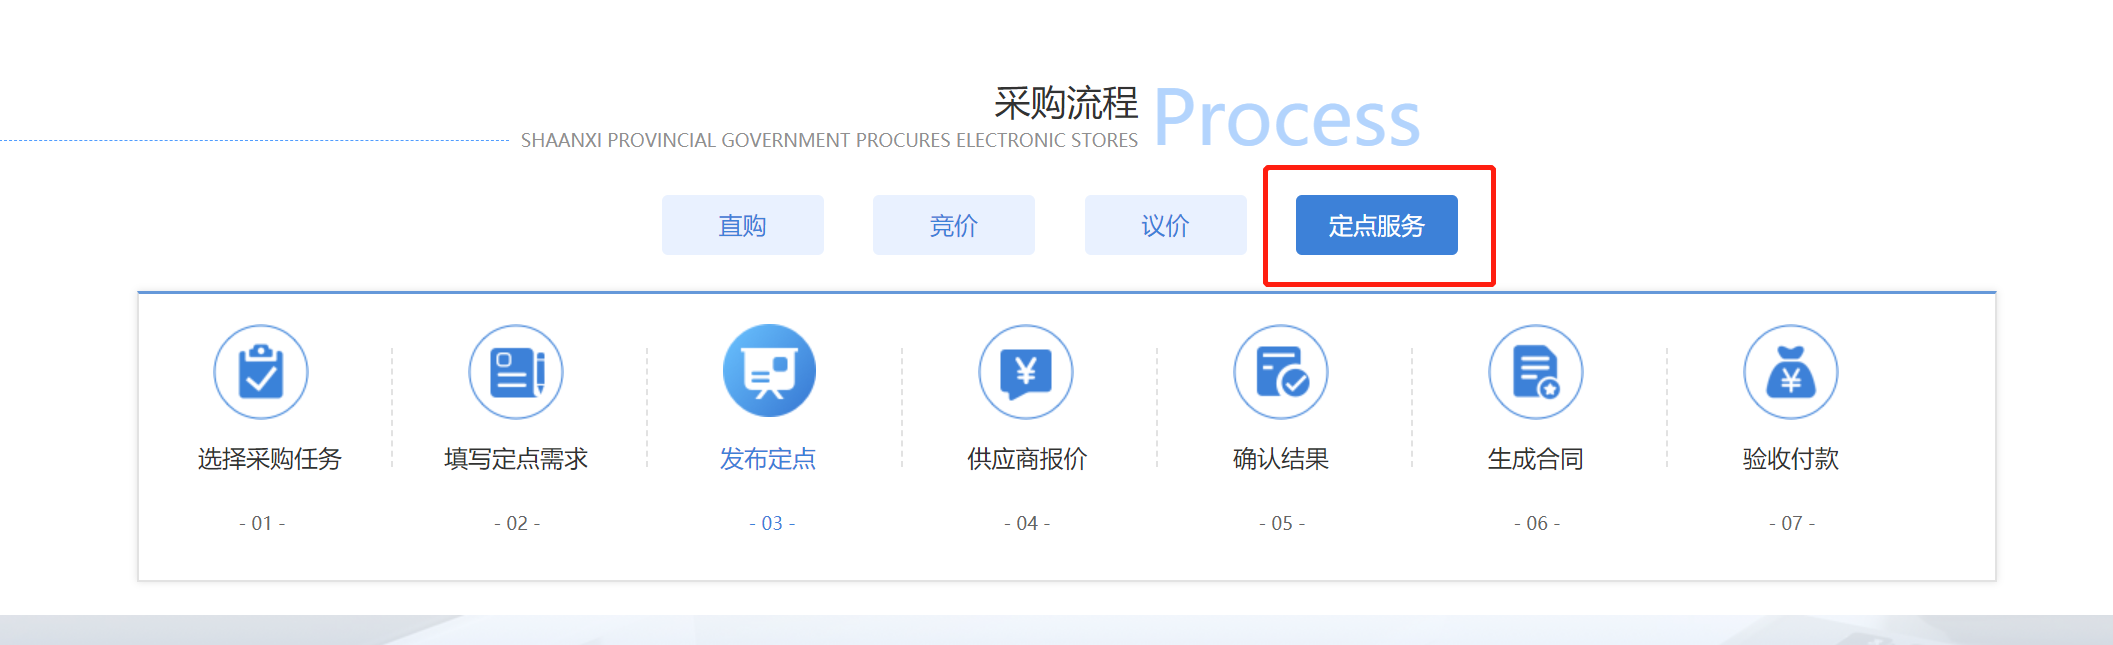 采购流程 Process
SHAANXI PROVINCIAL GOVERNMENT PROCURES ELECTRONIC STORES
直购 竞价 议价 定点服务
选择采购任务 填写定点需求 发布定点 供应商报价 确认结果 生成合同 验收付款
- 01 - - 02 - - 03 - - 04 - - 05 - - 06 - - 07 -